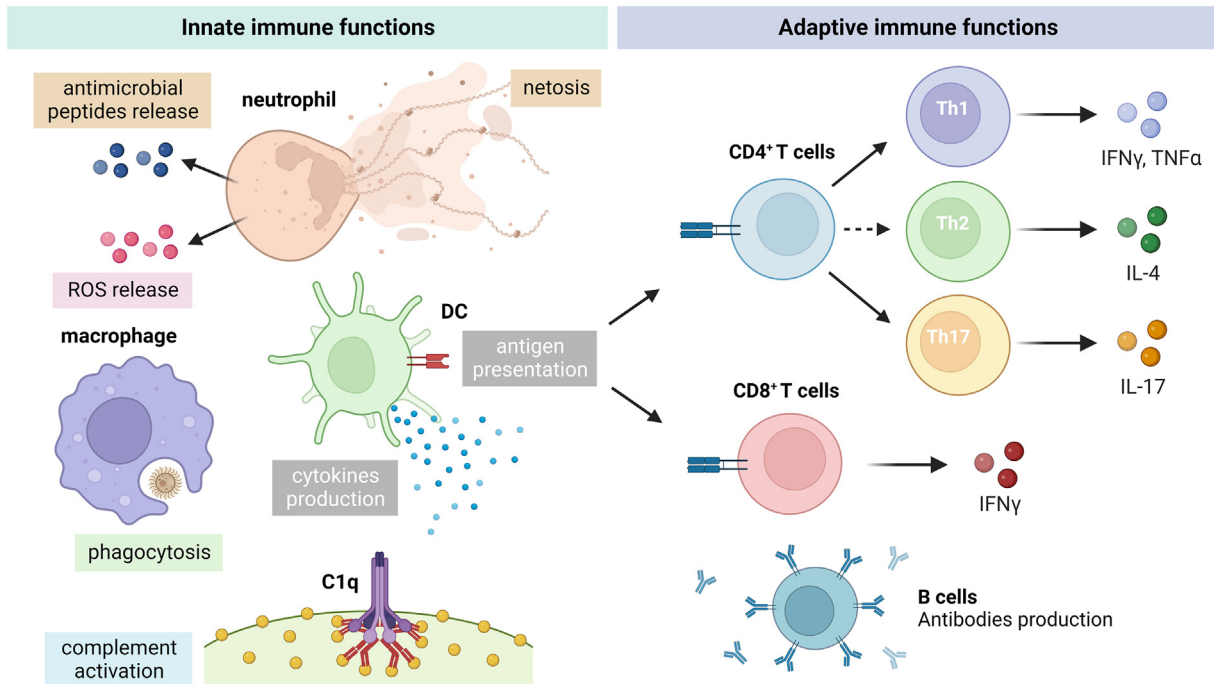 Innate immune functions
Adaptive immune functions
antimicrobial
peptides release
neutrophil
netosis
ROS release
macrophage
phagocytosis
DC
antigen
presentation
cytokines
production
C1q
complement
activation
CD4⁺ T cells
Th1
IFNγ, TNFα
Th2
IL-4
Th17
IL-17
CD8⁺ T cells
IFNγ
B cells
Antibodies production